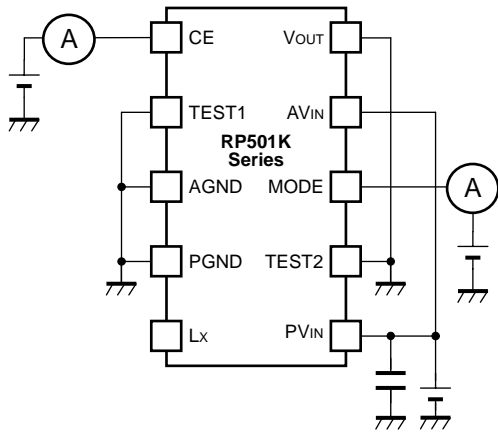 A
CE
VOUT
TEST1
AVIN
RP501K
Series
AGND
MODE
A
PGND
TEST2
LX
PVIN